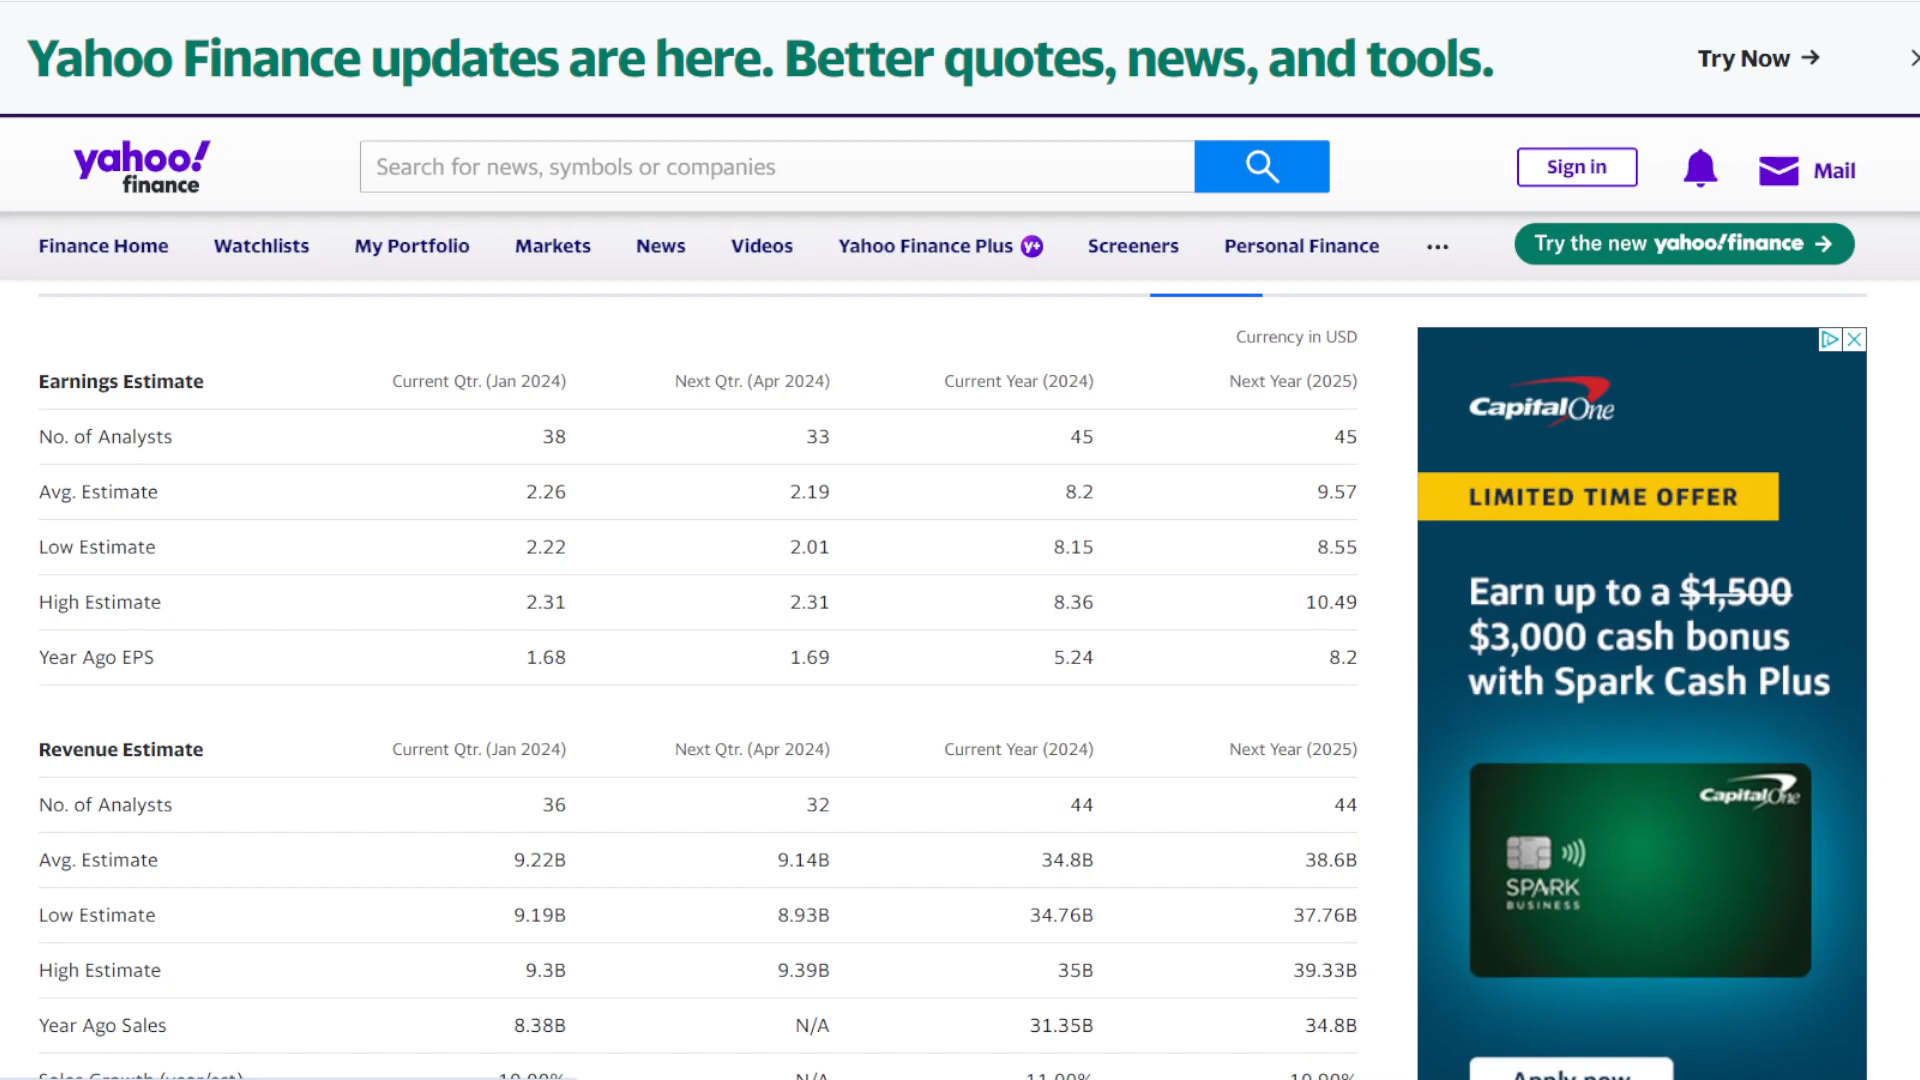 Yahoo Finance updates are here. Better quotes, news, and tools.
Try Now →
yahoo!
finance
Search for news, symbols or companies
Sign in
Mail
Finance Home Watchlists My Portfolio Markets News Videos Yahoo Finance Plus y+ Screeners Personal Finance ...
Try the new yahoo!finance →
Currency in USD
Earnings Estimate Current Qtr. (Jan 2024) Next Qtr. (Apr 2024) Current Year (2024) Next Year (2025)
No. of Analysts 38 33 45 45
Avg. Estimate 2.26 2.19 8.2 9.57
Low Estimate 2.22 2.01 8.15 8.55
High Estimate 2.31 2.31 8.36 10.49
Year Ago EPS 1.68 1.69 5.24 8.2
Revenue Estimate Current Qtr. (Jan 2024) Next Qtr. (Apr 2024) Current Year (2024) Next Year (2025)
No. of Analysts 36 32 44 44
Avg. Estimate 9.22B 9.14B 34.8B 38.6B
Low Estimate 9.19B 8.93B 34.76B 37.76B
High Estimate 9.3B 9.39B 35B 39.33B
Year Ago Sales 8.38B N/A 31.35B 34.8B
Sales Growth (year/est) N/A
Capital One
LIMITED TIME OFFER
Earn up to a $1,500
$3,000 cash bonus
with Spark Cash Plus
Capital One
SPARK
BUSINESS
Apply now